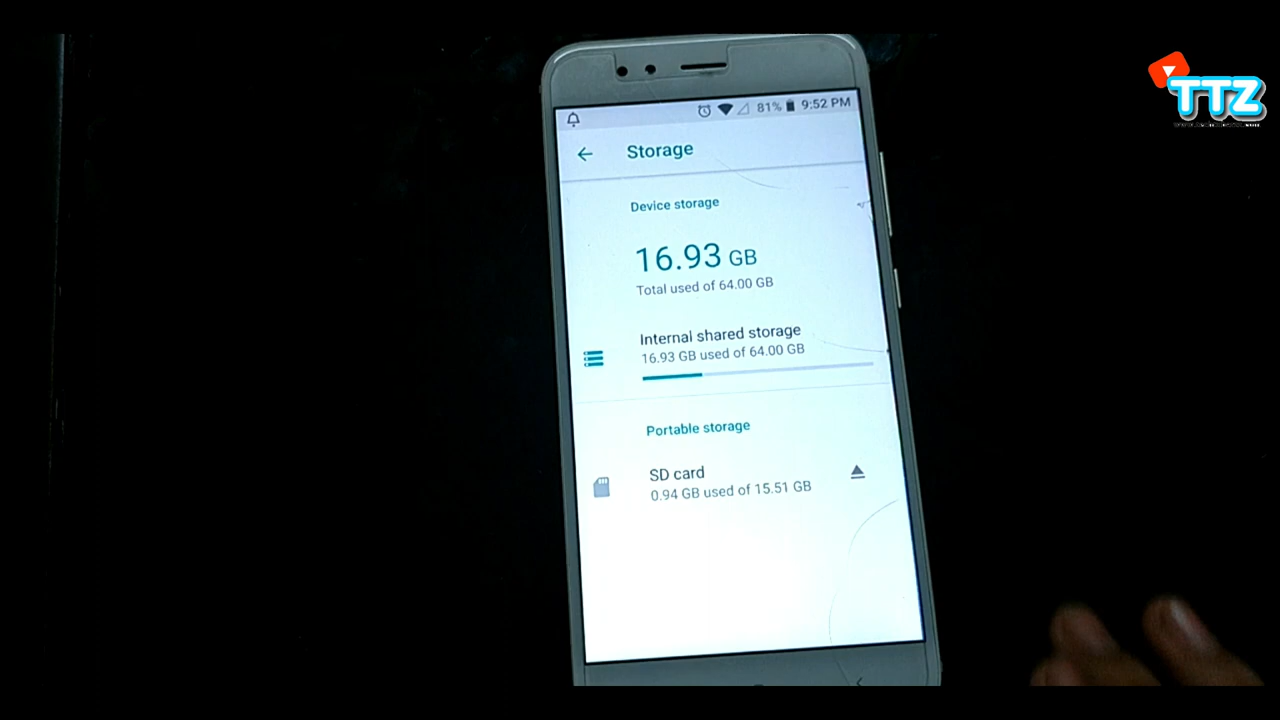 TTZ
81% 9:52 PM
Storage
Device storage
16.93 GB
Total used of 64.00 GB
Internal shared storage
16.93 GB used of 64.00 GB
Portable storage
SD card
0.94 GB used of 15.51 GB